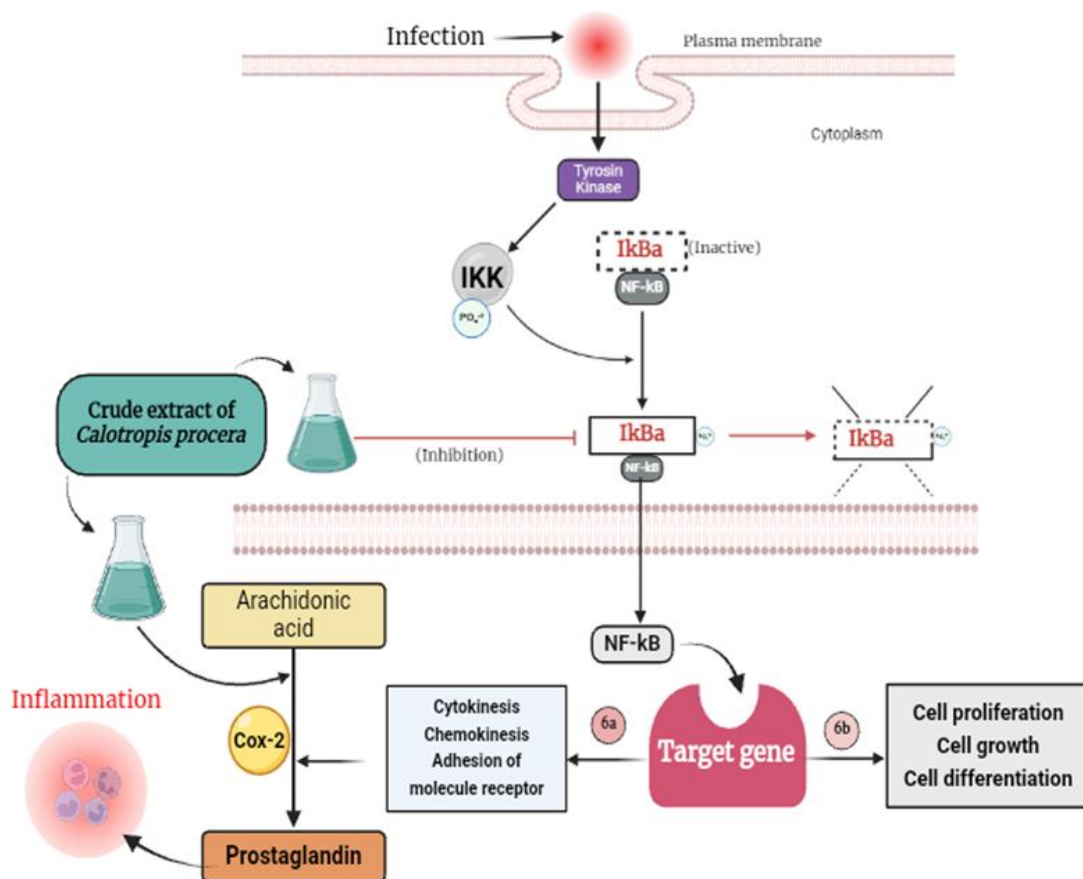 Infection
Plasma membrane
Cytoplasm
Tyrosin
Kinase
IkBa
(Inactive)
NF-kB
IKK
Crude extract of
Calotropis procera
(Inhibition)
IkBa
NF-kB
IkBa
Arachidonic
acid
NF-kB
Inflammation
Cox-2
Cytokinesis
Chemokinesis
Adhesion of
molecule receptor
6a
Target gene
6b
Cell proliferation
Cell growth
Cell differentiation
Prostaglandin